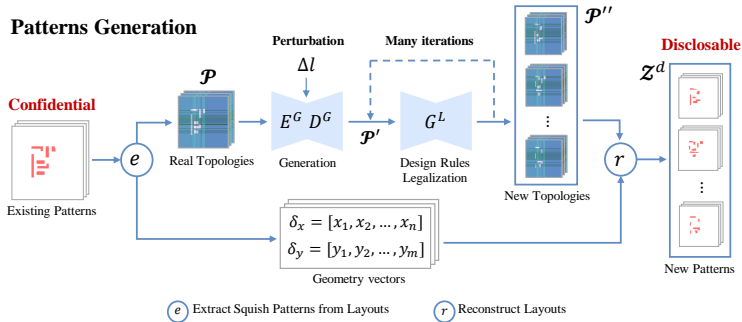 Patterns Generation
Confidential
Existing Patterns
e
𝓟
Real Topologies
Perturbation
Δl
E^G D^G
Generation
𝓟′
Many iterations
G^L
Design Rules
Legalization
𝓟′′
⋮
New Topologies
δ_x = [x_1, x_2, …, x_n]
δ_y = [y_1, y_2, …, y_m]
Geometry vectors
r
Disclosable
𝓩^d
⋮
New Patterns
e Extract Squish Patterns from Layouts
r Reconstruct Layouts